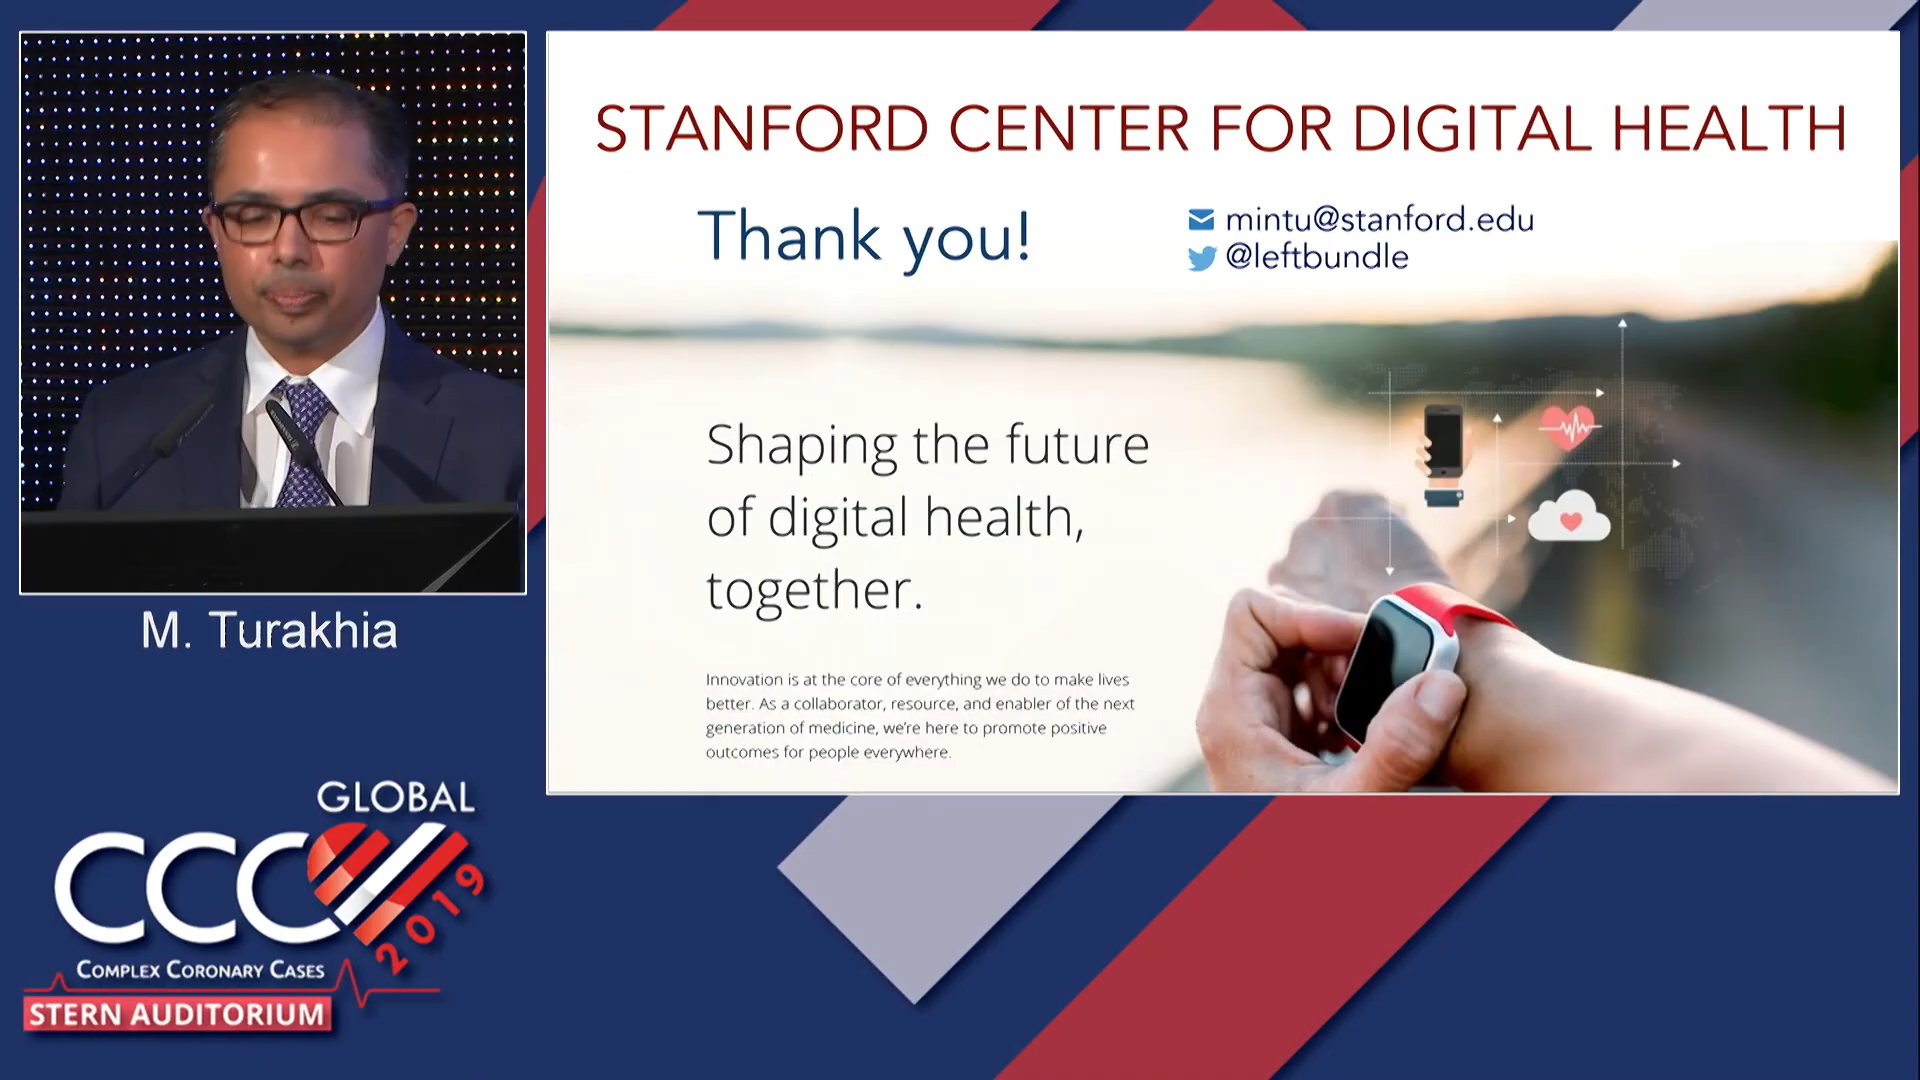 STANFORD CENTER FOR DIGITAL HEALTH
Thank you!
mintu@stanford.edu
@leftbundle
Shaping the future
of digital health,
together.
Innovation is at the core of everything we do to make lives
better. As a collaborator, resource, and enabler of the next
generation of medicine, we're here to promote positive
outcomes for people everywhere.
M. Turakhia
GLOBAL
CCC
2019
COMPLEX CORONARY CASES
STERN AUDITORIUM